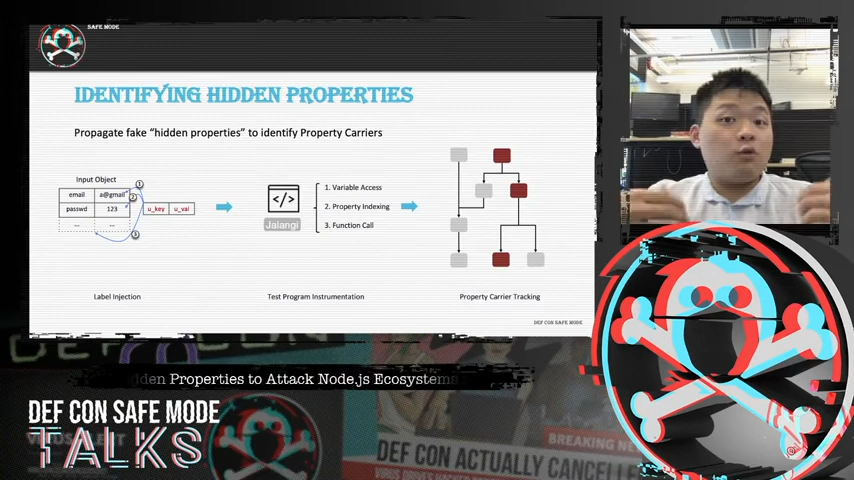 SAFE MODE
IDENTIFYING HIDDEN PROPERTIES
Propagate fake “hidden properties” to identify Property Carriers
Input Object
email a@gmail
passwd 123
... ...
1
2
3
u_key u_val
</>
Jalangi
1. Variable Access
2. Property Indexing
3. Function Call
Label Injection
Test Program Instrumentation
Property Carrier Tracking
DEF CON SAFE MODE
dden Properties to Attack Node.js Ecosystems
DEF CON SAFE MODE
TALKS
BREAKING NE
DEF CON ACTUALLY CANCELLE